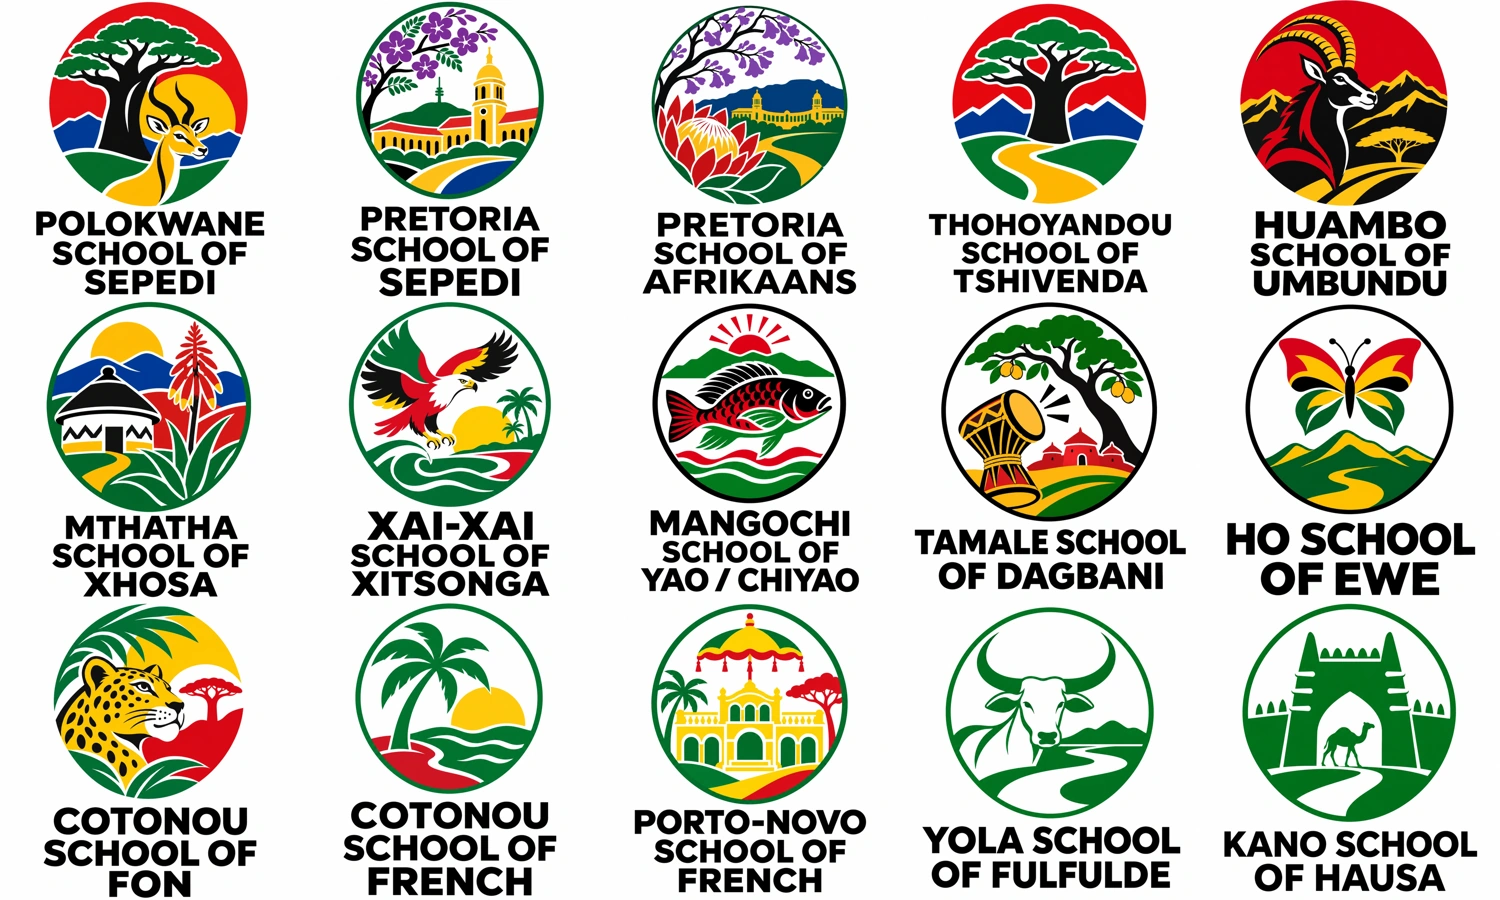 POLOKWANE
SCHOOL OF
SEPEDI
PRETORIA
SCHOOL OF
SEPEDI
PRETORIA
SCHOOL OF
AFRIKAANS
THOHOYANDOU
SCHOOL OF
TSHIVENDA
HUAMBO
SCHOOL OF
UMBUNDU
MTHATHA
SCHOOL OF
XHOSA
XAI-XAI
SCHOOL OF
XITSONGA
MANGOCHI
SCHOOL OF
YAO / CHIYAO
TAMALE SCHOOL
OF DAGBANI
HO SCHOOL
OF EWE
COTONOU
SCHOOL OF
FON
COTONOU
SCHOOL OF
FRENCH
PORTO-NOVO
SCHOOL OF
FRENCH
YOLA SCHOOL
OF FULFULDE
KANO SCHOOL
OF HAUSA